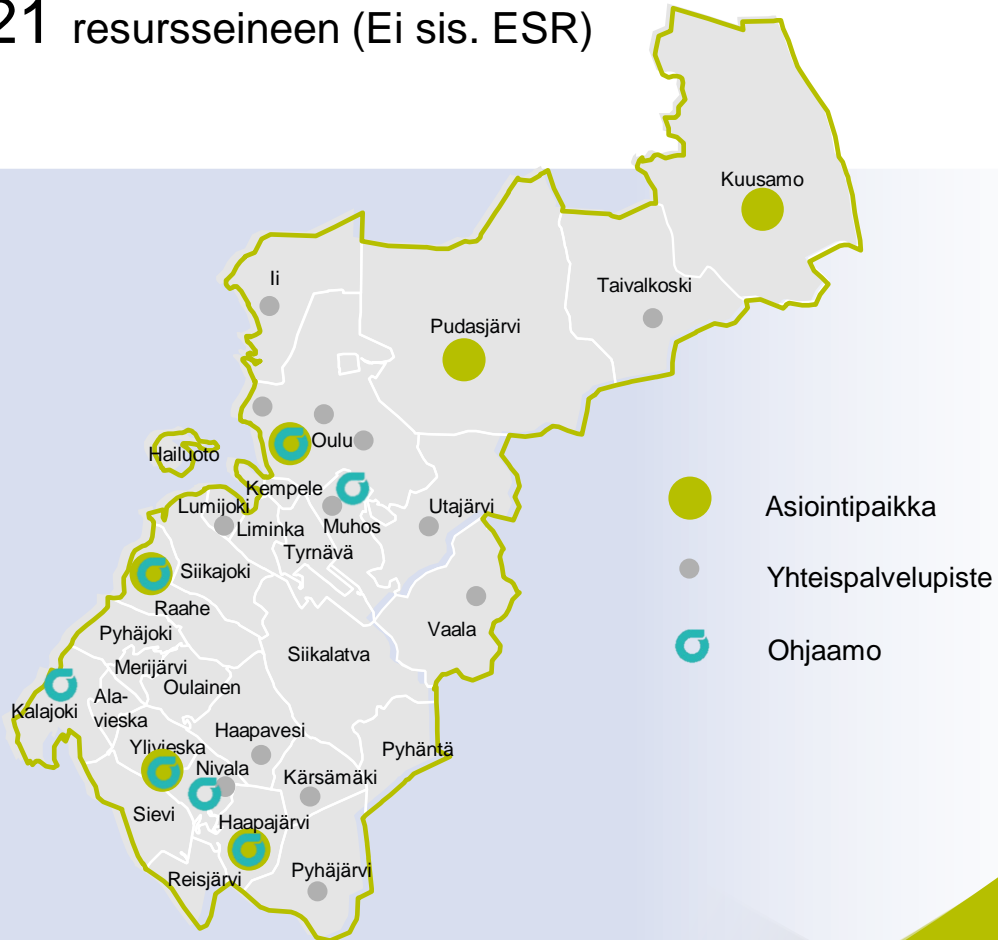 21 resursseineen (Ei sis. ESR)
Kuusamo
Taivalkoski
Ii
Pudasjärvi
Oulu
Hailuoto
Kempele
Lumijoki
Liminka
Muhos
Utajärvi
Tyrnävä
Siikajoki
Raahe
Vaala
Pyhäjoki
Siikalatva
Merijärvi
Oulainen
Kalajoki
Ala-
vieska
Haapavesi
Ylivieska
Pyhäntä
Nivala
Kärsämäki
Sievi
Haapajärvi
Reisjärvi
Pyhäjärvi
Asiointipaikka
Yhteispalvelupiste
Ohjaamo